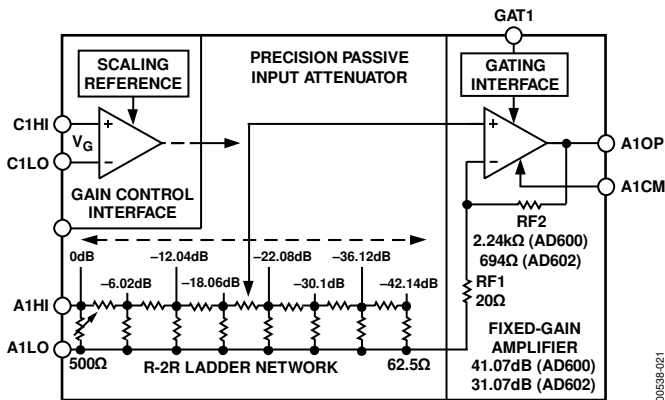 GAT1
SCALING
REFERENCE
PRECISION PASSIVE
INPUT ATTENUATOR
GATING
INTERFACE
C1HI
C1LO
+
VG
–
GAIN CONTROL
INTERFACE
+
–
A1OP
A1CM
RF2
2.24kΩ (AD600)
694Ω (AD602)
0dB
–12.04dB
–22.08dB
–36.12dB
–6.02dB
–18.06dB
–30.1dB
–42.14dB
RF1
20Ω
A1HI
A1LO
500Ω
R-2R LADDER NETWORK
62.5Ω
FIXED-GAIN
AMPLIFIER
41.07dB (AD600)
31.07dB (AD602)
00538-021